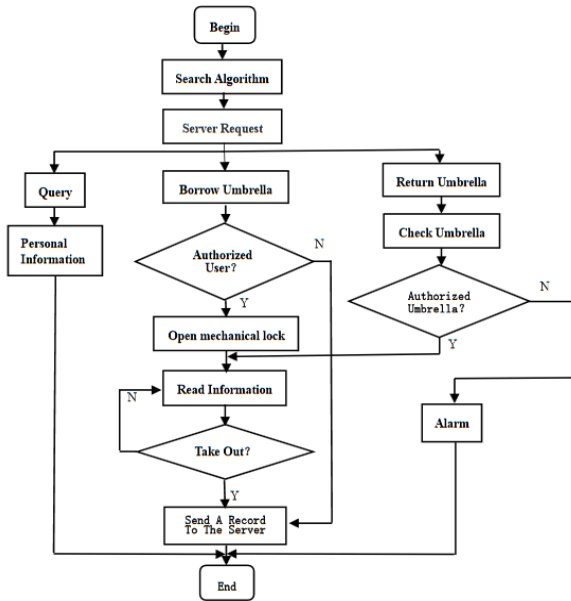 Begin
Search Algorithm
Server Request
Query
Borrow Umbrella
Return Umbrella
Personal
Information
Authorized
User?
N
Check Umbrella
Authorized
Umbrella?
N
Y
Open mechanical lock
Y
Read Information
N
Take Out?
Alarm
Y
Send A Record
To The Server
End